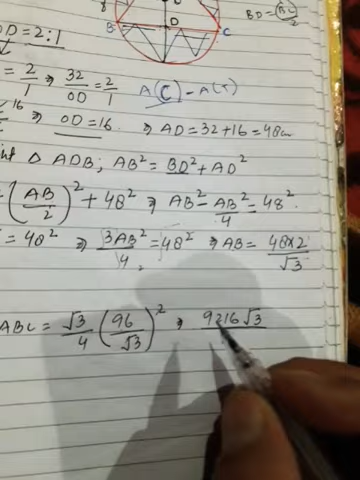 B D C
BD = BC/2
OD = 2:1
= 2/1 ⇒ 32/OD = 2/1 A(C) - A(T)
16 ⇒ OD = 16. ⇒ AD = 32+16 = 48cm
Δ ADB; AB² = BD² + AD²
= (AB/2)² + 48² ⇒ AB² - AB²/4 = 48²
= 48² ⇒ 3AB²/4 = 48² ⇒ AB = 48×2/√3
ABC = √3/4 (96/√3)² ⇒ 9216√3